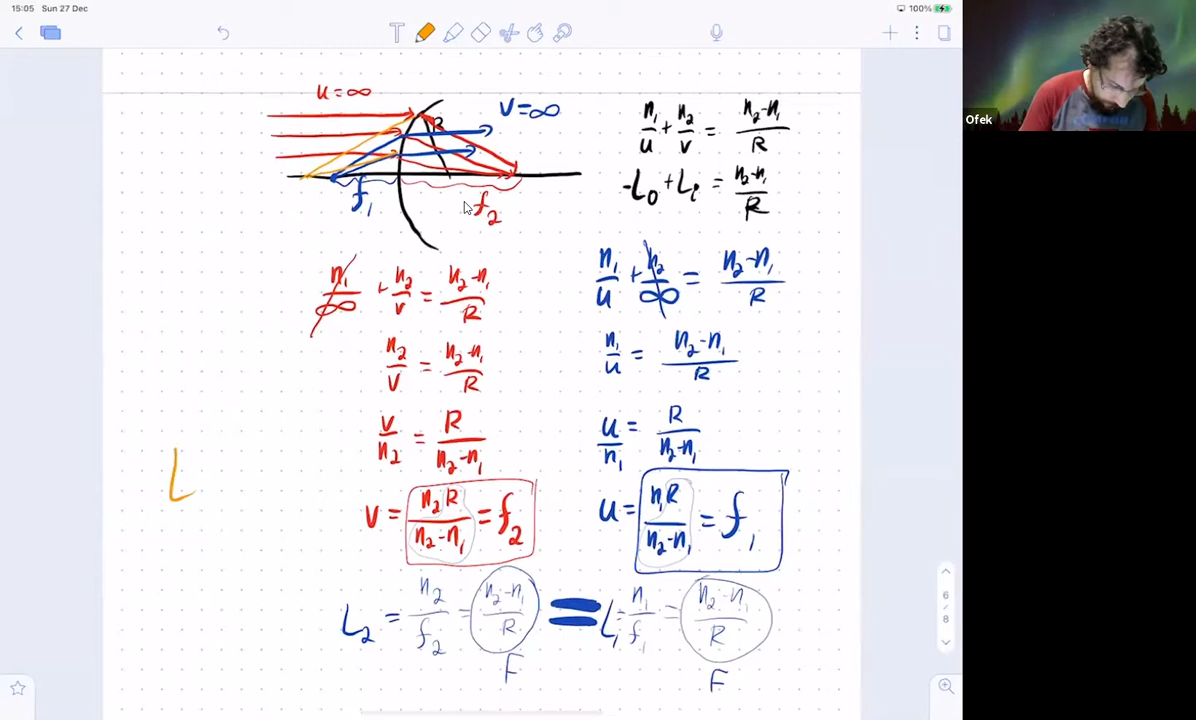 15:05 Sun 27 Dec
100%
Ofek
u = ∞
V = ∞
R
f₁
f₂
n₁/u + n₂/v = (n₂-n₁)/R
-L₀ + Lᵢ = (n₂-n₁)/R
n₁/∞ + n₂/v = (n₂-n₁)/R
n₂/v = (n₂-n₁)/R
v/n₂ = R/(n₂-n₁)
v = n₂R/(n₂-n₁) = f₂
L₂ = n₂/f₂ = (n₂-n₁)/R
F
n₁/u + n₂/∞ = (n₂-n₁)/R
n₁/u = (n₂-n₁)/R
u/n₁ = R/(n₂-n₁)
u = n₁R/(n₂-n₁) = f₁
=
L₁ = n₁/f₁ = (n₂-n₁)/R
F
L
6
/
8